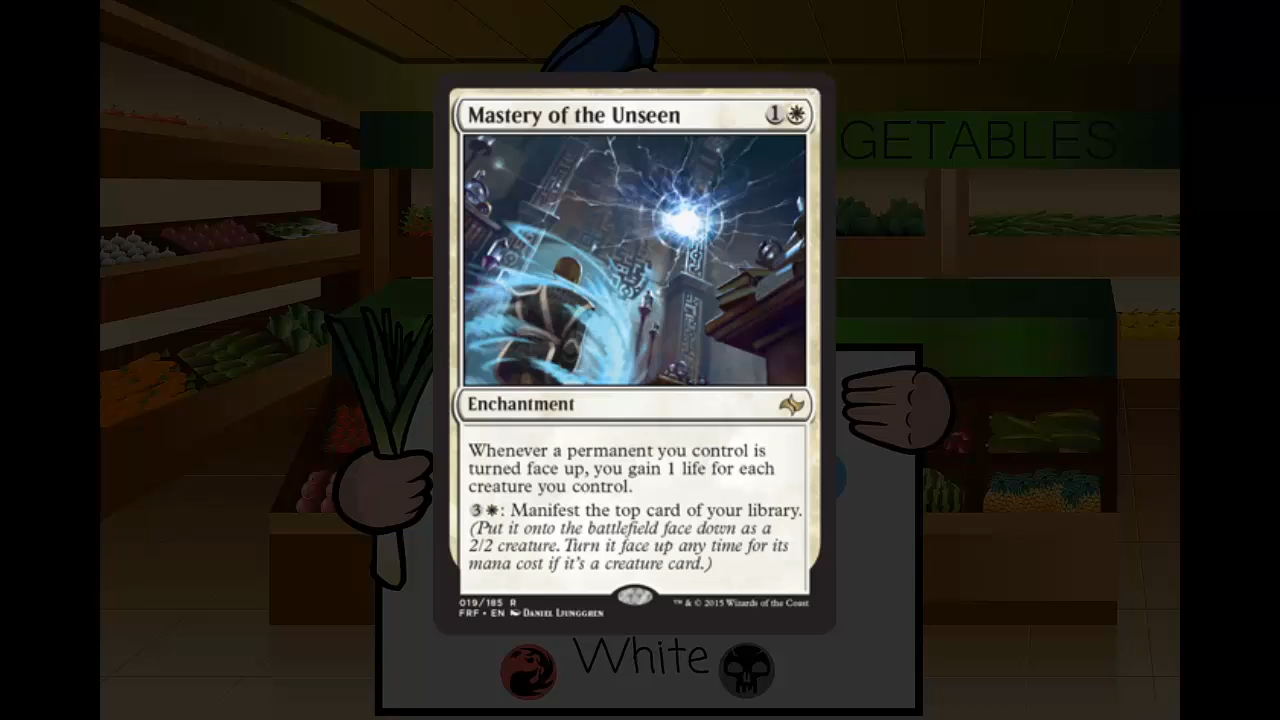 Mastery of the Unseen 1
GETABLES
Enchantment
Whenever a permanent you control is
turned face up, you gain 1 life for each
creature you control.
3 : Manifest the top card of your library.
(Put it onto the battlefield face down as a
2/2 creature. Turn it face up any time for its
mana cost if it's a creature card.)
019/185 R
FRF • EN Daniel Ljunggren
™ & © 2015 Wizards of the Coast
White